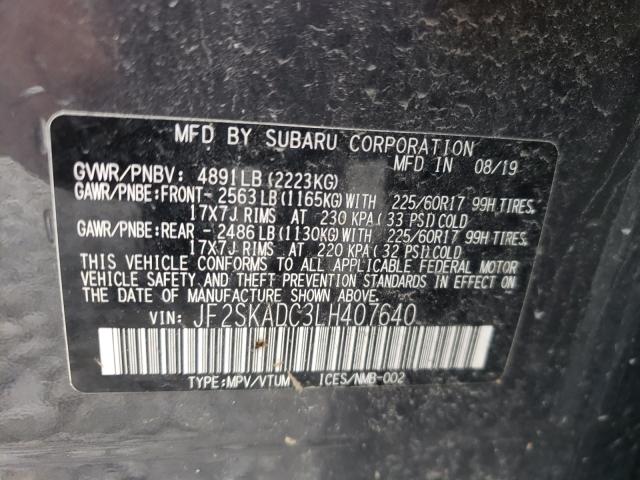 MFD BY SUBARU CORPORATION
MFD IN 08/19
GVWR/PNBV: 4891LB (2223KG)
GAWR/PNBE:FRONT- 2563LB (1165KG)WITH 225/60R17 99H TIRES,
17X7J RIMS AT 230 KPA(33 PSI)COLD
GAWR/PNBE:REAR - 2486LB (1130KG)WITH 225/60R17 99H TIRES,
17X7J RIMS AT 220 KPA(32 PSI)COLD
THIS VEHICLE CONFORMS TO ALL APPLICABLE FEDERAL MOTOR
VEHICLE SAFETY, BUMPER, AND
THEFT PREVENTION STANDARDS IN EFFECT ON
THE DATE OF MANUFACTURE SHOWN ABOVE.
VIN: JF2SKADC3LH407640
TYPE:MPV/VTUM ICES/NMB-002